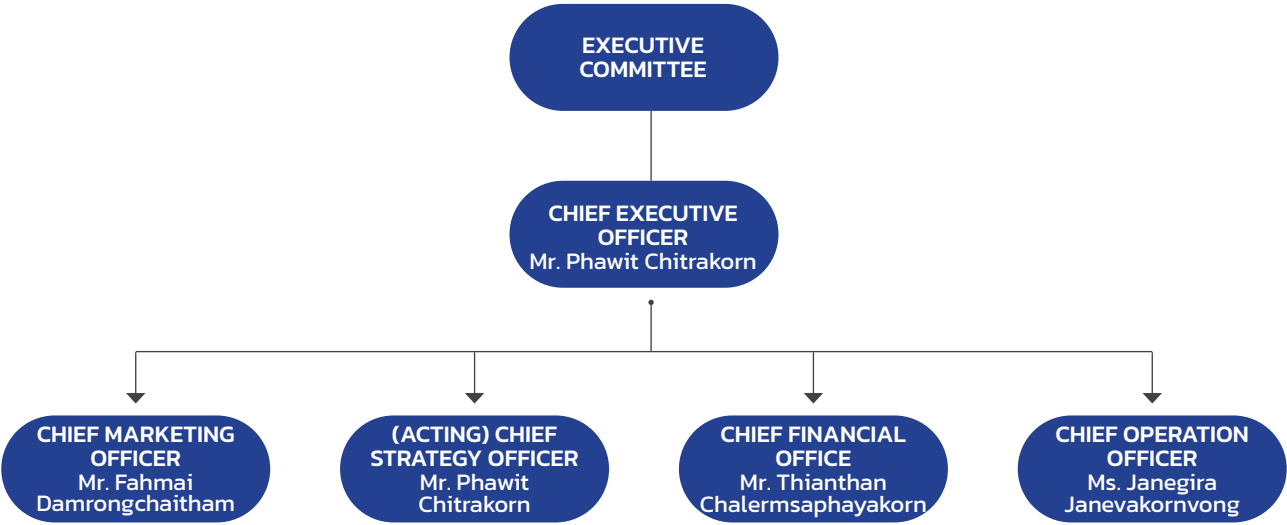 EXECUTIVE
COMMITTEE
CHIEF EXECUTIVE
OFFICER
Mr. Phawit Chitrakorn
CHIEF MARKETING
OFFICER
Mr. Fahmai
Damrongchaitham
(ACTING) CHIEF
STRATEGY OFFICER
Mr. Phawit
Chitrakorn
CHIEF FINANCIAL
OFFICE
Mr. Thianthan
Chalermsaphayakorn
CHIEF OPERATION
OFFICER
Ms. Janegira
Janevakornvong